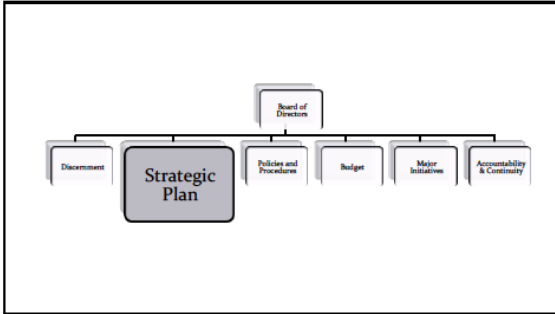 Board of
Directors
Discernment
Strategic
Plan
Policies and
Procedures
Budget
Major
Initiatives
Accountability
& Continuity